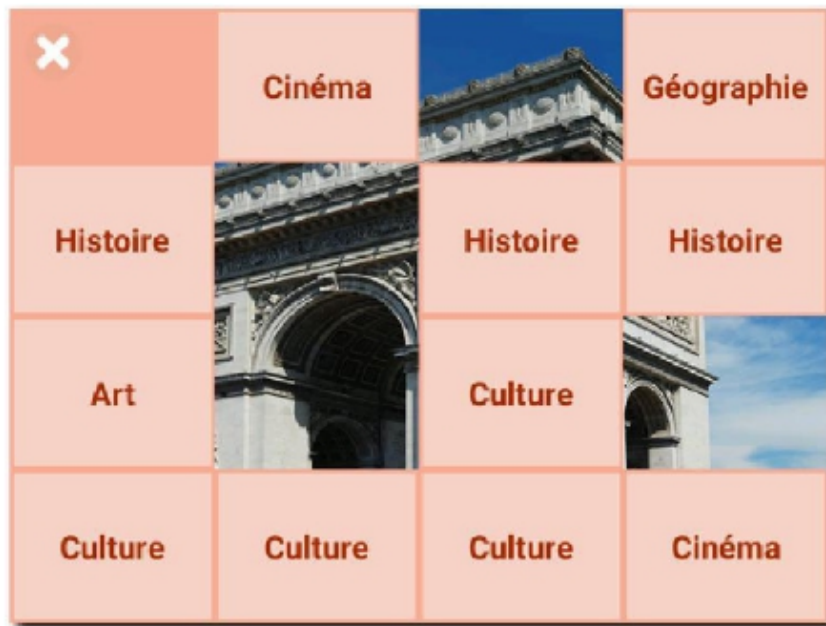 Cinéma
Géographie
Histoire
Histoire
Histoire
Art
Culture
Culture
Culture
Culture
Cinéma